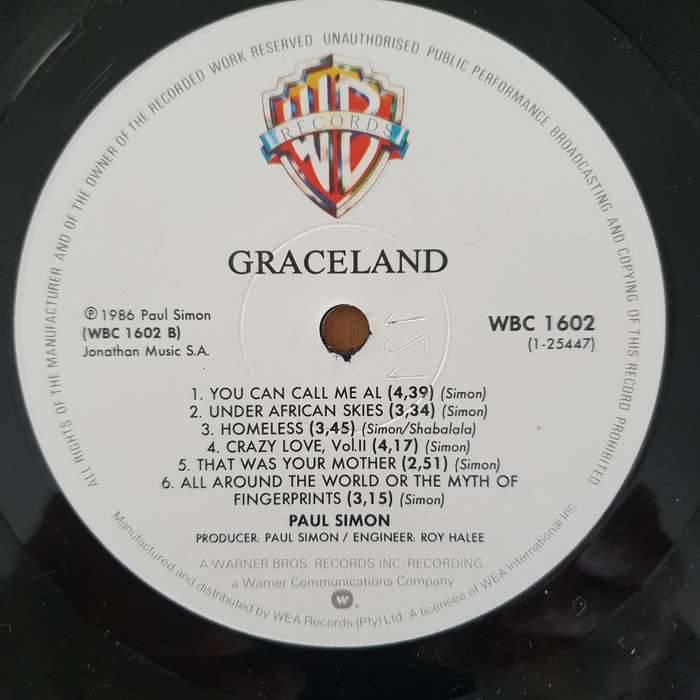 ALL RIGHTS OF THE MANUFACTURER AND OF THE OWNER OF THE RECORDED WORK RESERVED UNAUTHORISED PUBLIC PERFORMANCE BROADCASTING AND COPYING OF THIS RECORD PROHIBITED
WB
RECORDS
GRACELAND
℗ 1986 Paul Simon
(WBC 1602 B)
Jonathan Music S.A.
WBC 1602
(1-25447)
1. YOU CAN CALL ME AL (4,39) (Simon)
2. UNDER AFRICAN SKIES (3,34) (Simon)
3. HOMELESS (3,45) (Simon/Shabalala)
4. CRAZY LOVE, Vol.II (4,17) (Simon)
5. THAT WAS YOUR MOTHER (2,51) (Simon)
6. ALL AROUND THE WORLD OR THE MYTH OF
FINGERPRINTS (3,15) (Simon)
PAUL SIMON
PRODUCER: PAUL SIMON / ENGINEER: ROY HALEE
A WARNER BROS. RECORDS INC. RECORDING
a Warner Communications Company
Manufactured and distributed by WEA Records (Pty) Ltd. A licensee of WEA International Inc.